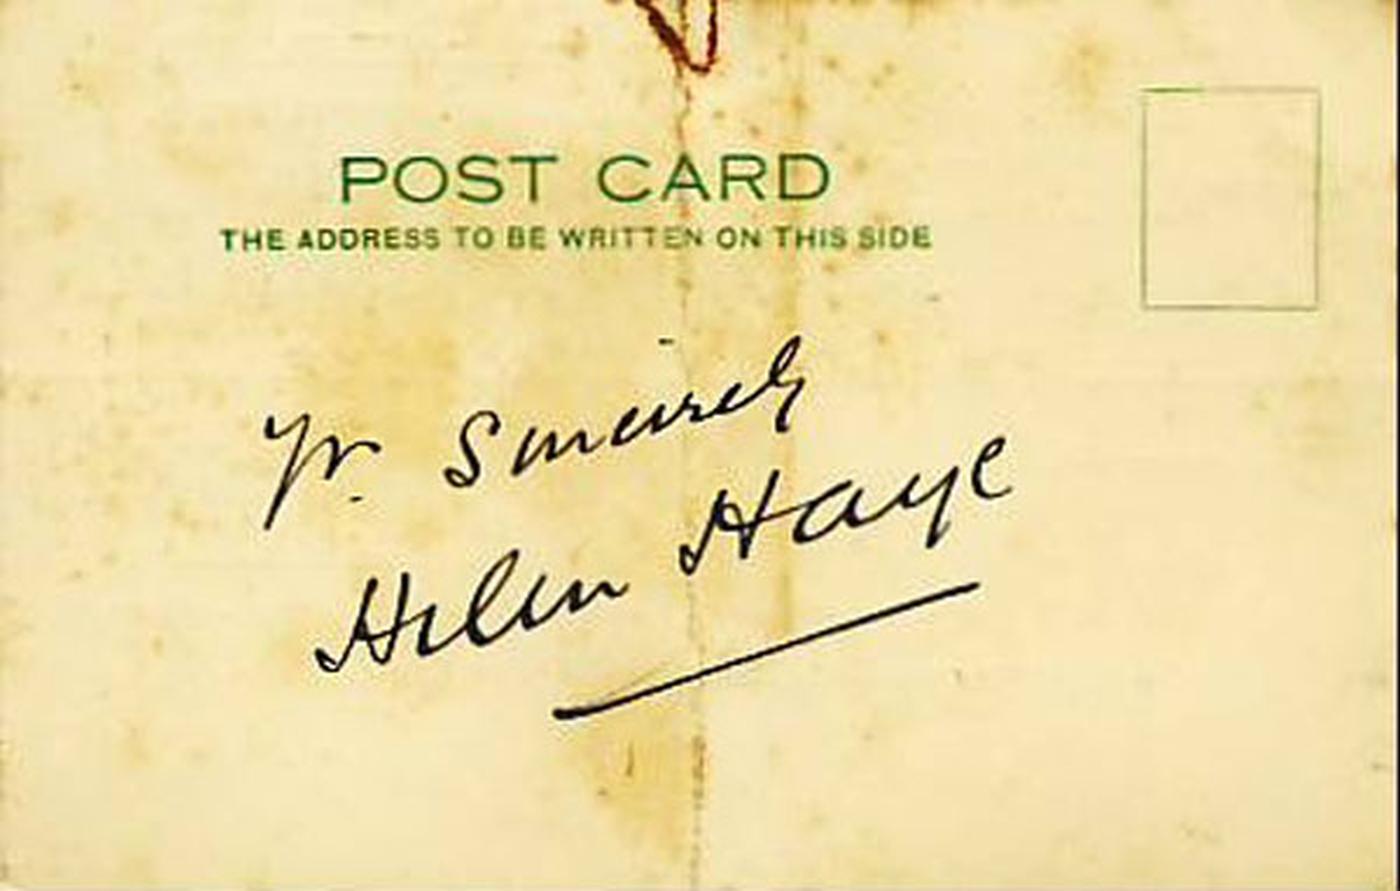 POST CARD
THE ADDRESS TO BE WRITTEN ON THIS SIDE
Yr. Sincerely
Helen Haye